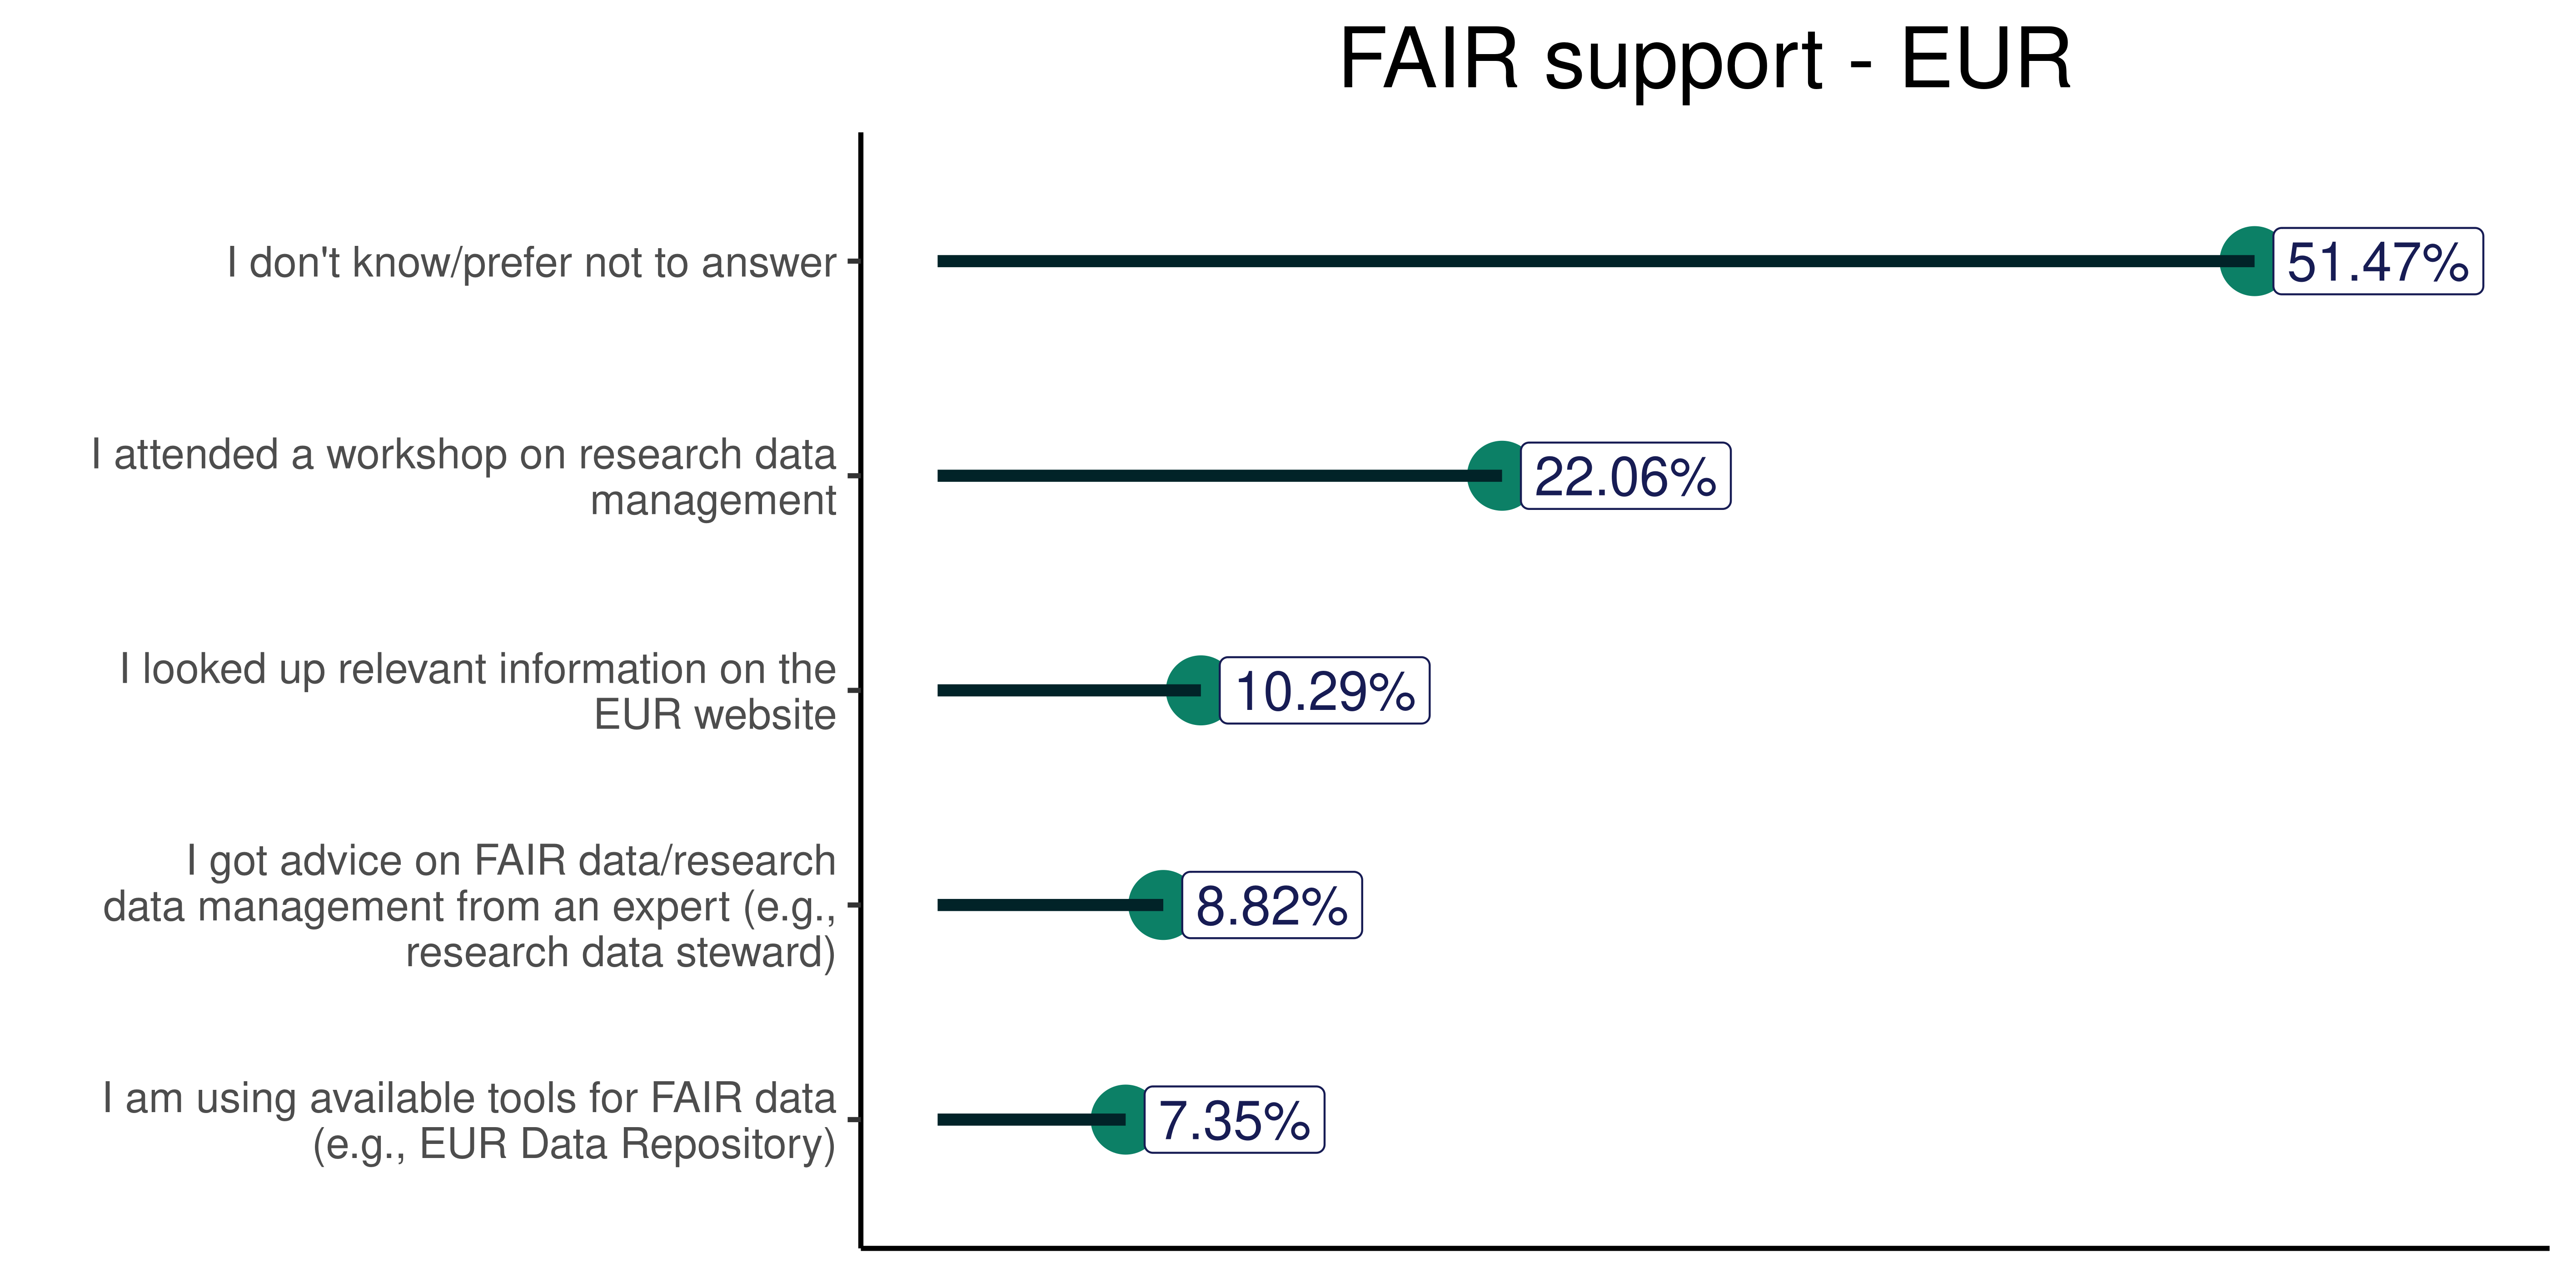 FAIR support - EUR
I don't know/prefer not to answer
51.47%
I attended a workshop on research data
management
22.06%
I looked up relevant information on the
EUR website
10.29%
I got advice on FAIR data/research
data management from an expert (e.g.,
research data steward)
8.82%
I am using available tools for FAIR data
(e.g., EUR Data Repository)
7.35%